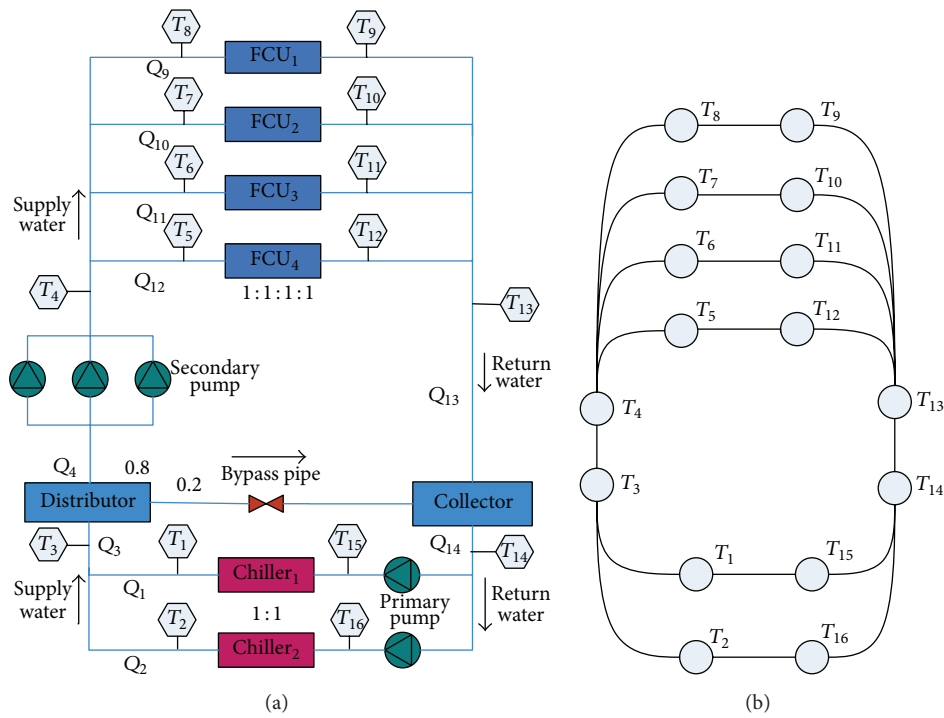 T8
T9
FCU1
Q9
T7
T10
FCU2
Q10
T6
T11
FCU3
Supply
water
Q11
T5
T12
FCU4
Q12
1:1:1:1
T4
T13
Secondary
pump
Return
water
Q13
Q4
0.8
0.2
Bypass pipe
Distributor
Collector
T3
Q3
T1
T15
Q14
T14
Supply
water
Chiller1
Q1
Primary
pump
Return
water
1:1
T2
T16
Chiller2
Q2
(a)
T8
T9
T7
T10
T6
T11
T5
T12
T4
T13
T3
T14
T1
T15
T2
T16
(b)